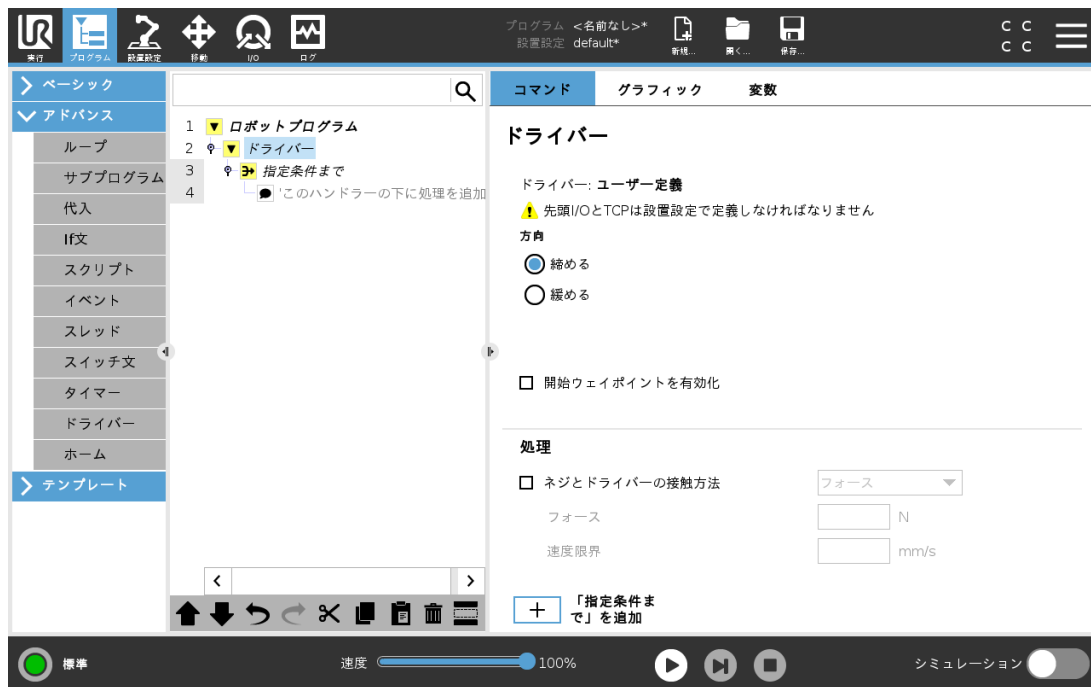 プログラム <名前なし>*
設置設定 default*
実行 プログラム 設置設定 移動 I/O ログ
新規... 開く... 保存...
C C
C C
ベーシック
アドバンス
ループ
サブプログラム
代入
If文
スクリプト
イベント
スレッド
スイッチ文
タイマー
ドライバー
ホーム
テンプレート
1 ロボットプログラム
2 ドライバー
3 指定条件まで
4 'このハンドラーの下に処理を追加
コマンド グラフィック 変数
ドライバー
ドライバー: ユーザー定義
先頭I/OとTCPは設置設定で定義しなければなりません
方向
締める
緩める
開始ウェイポイントを有効化
処理
ネジとドライバーの接触方法 フォース
フォース N
速度限界 mm/s
「指定条件ま
で」を追加
標準 速度 100% シミュレーション